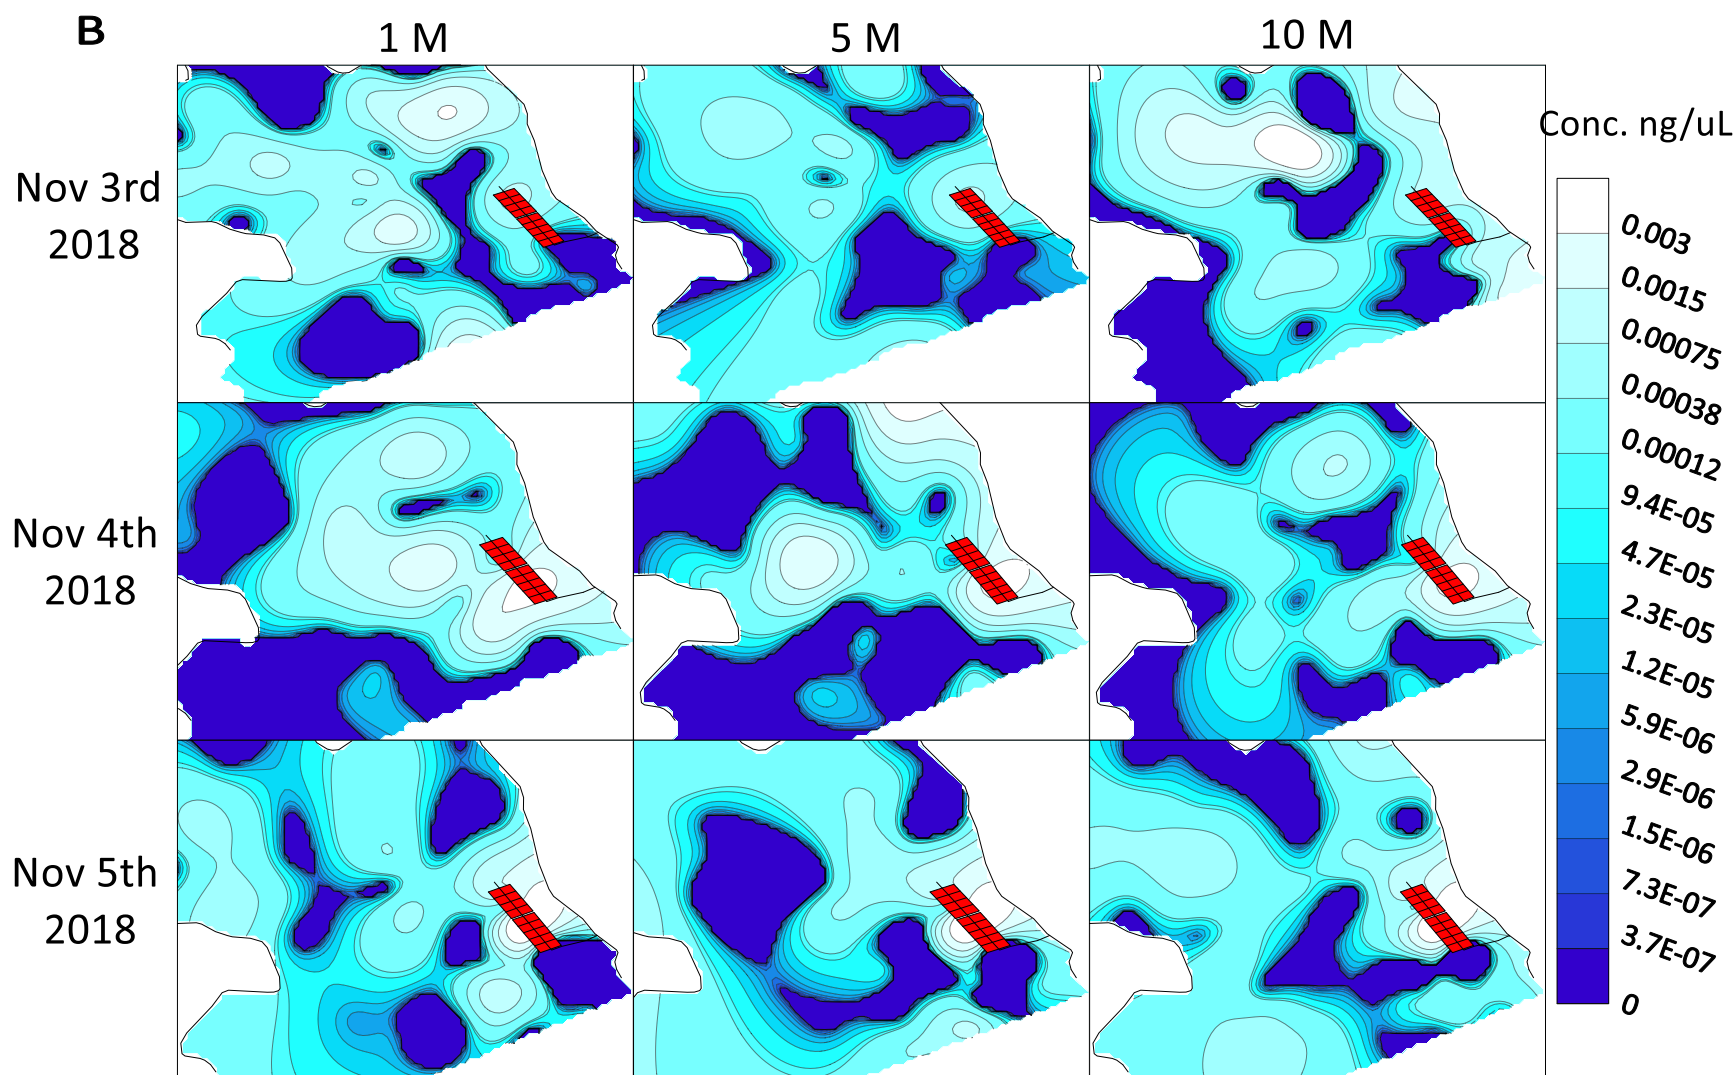 B
1 M
5 M
10 M
Conc. ng/uL
Nov 3rd
2018
Nov 4th
2018
Nov 5th
2018
0.003
0.0015
0.00075
0.00038
0.00012
9.4E-05
4.7E-05
2.3E-05
1.2E-05
5.9E-06
2.9E-06
1.5E-06
7.3E-07
3.7E-07
0